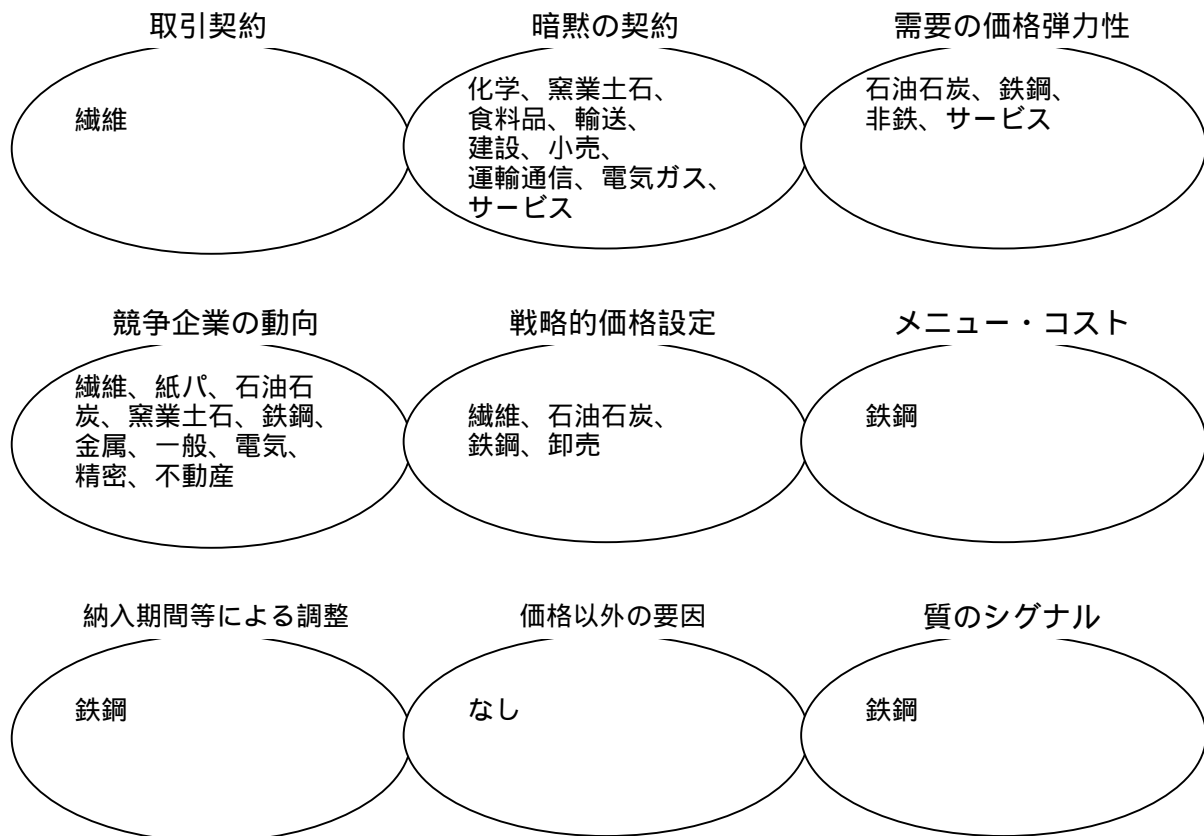 取引契約
暗黙の契約
需要の価格弾力性
繊維
化学、窯業土石、
食料品、輸送、
建設、小売、
運輸通信、電気ガス、
サービス
石油石炭、鉄鋼、
非鉄、サービス
競争企業の動向
戦略的価格設定
メニュー・コスト
繊維、紙パ、石油石
炭、窯業土石、鉄鋼、
金属、一般、電気、
精密、不動産
繊維、石油石炭、
鉄鋼、卸売
鉄鋼
納入期間等による調整
価格以外の要因
質のシグナル
鉄鋼
なし
鉄鋼